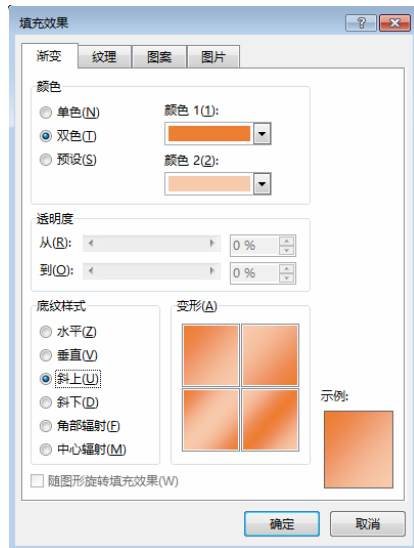 填充效果
渐变 纹理 图案 图片
颜色
单色(N) 颜色 1(1):
双色(T)
预设(S) 颜色 2(2):
透明度
从(R): 0 %
到(O): 0 %
底纹样式 变形(A)
水平(Z)
垂直(V)
斜上(U)
斜下(D) 示例:
角部辐射(F)
中心辐射(M)
随图形旋转填充效果(W)
确定 取消